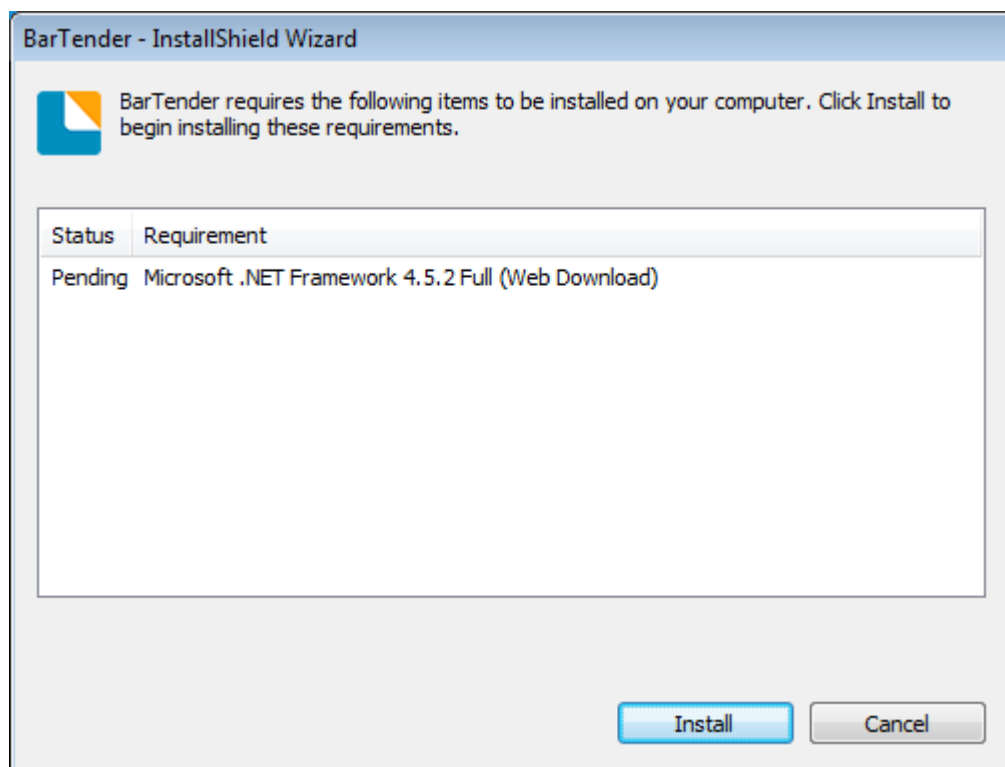 BarTender - InstallShield Wizard
BarTender requires the following items to be installed on your computer. Click Install to
begin installing these requirements.
Status Requirement
Pending Microsoft .NET Framework 4.5.2 Full (Web Download)
Install Cancel